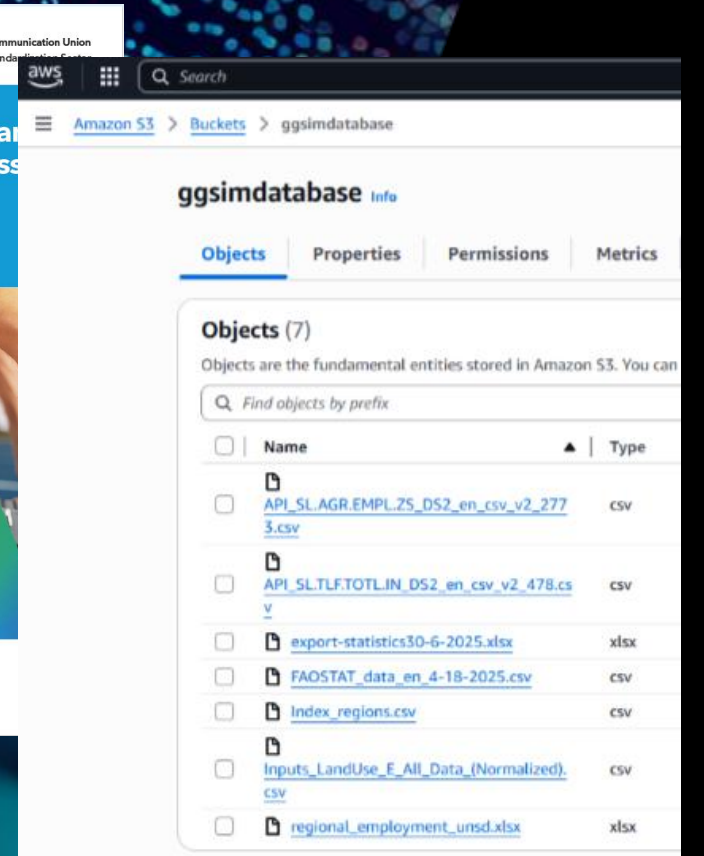 mmunication Union
aws
Search
Amazon S3 > Buckets > ggsimdatabase
ggsimdatabase Info
Objects Properties Permissions Metrics
Objects (7)
Objects are the fundamental entities stored in Amazon S3. You can
Find objects by prefix
Name Type
API_SL.AGR.EMPL.ZS_DS2_en_csv_v2_277
3.csv
csv
API_SL.TLF.TOTL.IN_DS2_en_csv_v2_478.cs
v
csv
export-statistics30-6-2025.xlsx xlsx
FAOSTAT_data_en_4-18-2025.csv csv
Index_regions.csv csv
Inputs_LandUse_E_All_Data_(Normalized).
csv
csv
regional_employment_unsd.xlsx xlsx